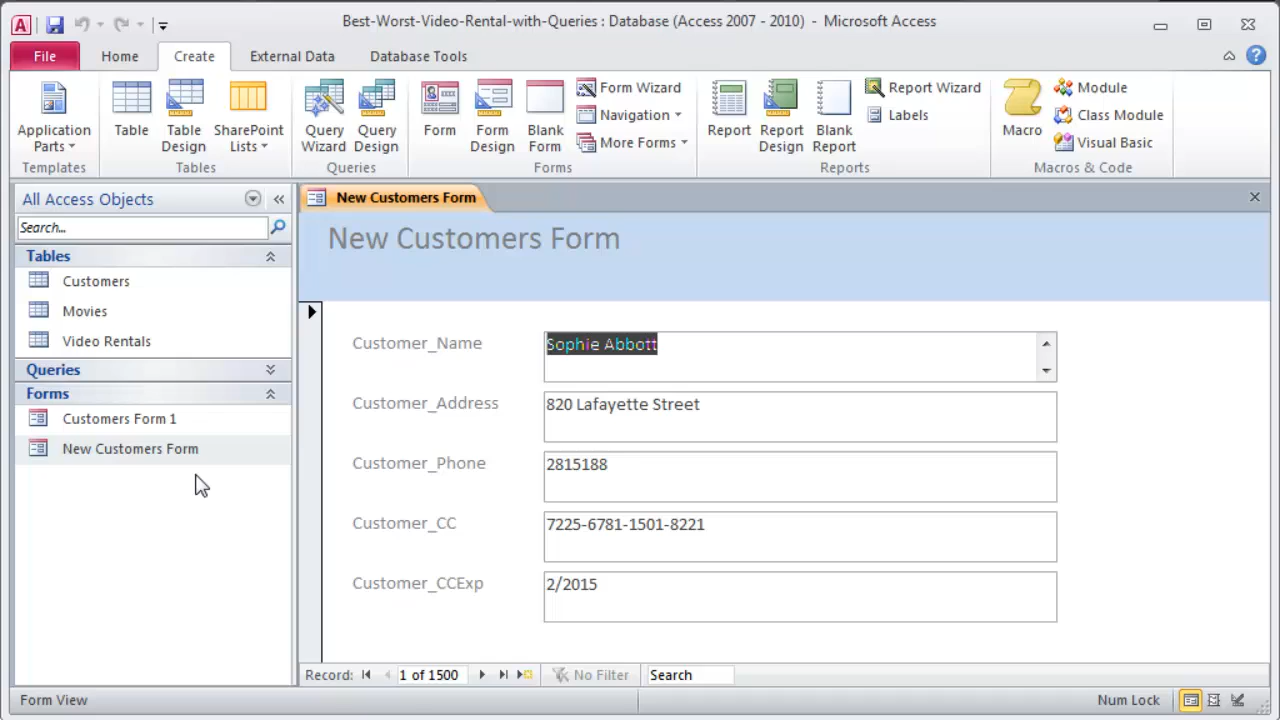 Best-Worst-Video-Rental-with-Queries : Database (Access 2007 - 2010) - Microsoft Access
File Home Create External Data Database Tools
Application Parts
Templates
Table
Table Design
SharePoint Lists
Tables
Query Wizard
Query Design
Queries
Form
Form Design
Blank Form
Form Wizard
Navigation
More Forms
Forms
Report
Report Design
Blank Report
Report Wizard
Labels
Reports
Macro
Module
Class Module
Visual Basic
Macros & Code
All Access Objects
Search...
Tables
Customers
Movies
Video Rentals
Queries
Forms
Customers Form 1
New Customers Form
New Customers Form
New Customers Form
Customer_Name Sophie Abbott
Customer_Address 820 Lafayette Street
Customer_Phone 2815188
Customer_CC 7225-6781-1501-8221
Customer_CCExp 2/2015
Record: 1 of 1500 No Filter Search
Form View Num Lock